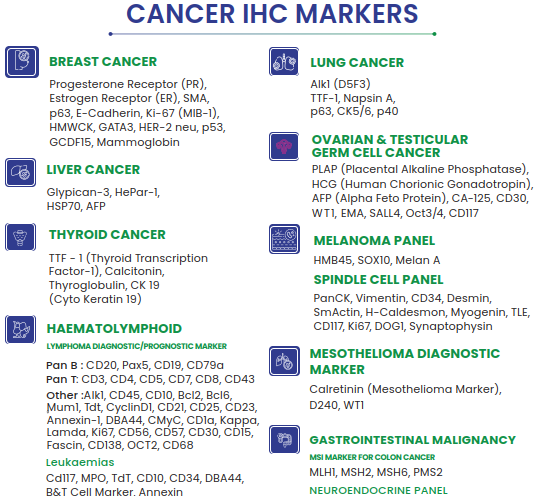 CANCER IHC MARKERS
BREAST CANCER
Progesterone Receptor (PR),
Estrogen Receptor (ER), SMA,
p63, E-Cadherin, Ki-67 (MIB-1),
HMWCK, GATA3, HER-2 neu, p53,
GCDFI5, Mammoglobin
LIVER CANCER
Glypican-3, HePar-1,
HSP70, AFP
THYROID CANCER
TTF - 1 (Thyroid Transcription
Factor-1), Calcitonin,
Thyroglobulin, CK 19
(Cyto Keratin 19)
HAEMATOLYMPHOID
LYMPHOMA DIAGNOSTIC/PROGNOSTIC MARKER
Pan B : CD20, Pax5, CD19, CD79a
Pan T: CD3, CD4, CD5, CD7, CD8, CD43
Other :Alk1, CD45, CD10, Bcl2, Bcl6,
Mum1, Tdt, CyclinD1, CD21, CD25, CD23,
Annexin-1, DBA44, CMyC, CD1a, Kappa,
Lamda, Ki67, CD56, CD57, CD30, CD15,
Fascin, CD138, OCT2, CD68
Leukaemias
Cd117, MPO, TdT, CD10, CD34, DBA44,
B&T Cell Marker, Annexin
LUNG CANCER
Alk1 (D5F3)
TTF-1, Napsin A,
p63, CK5/6, p40
OVARIAN & TESTICULAR
GERM CELL CANCER
PLAP (Placental Alkaline Phosphatase),
HCG (Human Chorionic Gonadotropin),
AFP (Alpha Feto Protein), CA-125, CD30,
WT1, EMA, SALL4, Oct3/4, CD117
MELANOMA PANEL
HMB45, SOX10, Melan A
SPINDLE CELL PANEL
PanCK, Vimentin, CD34, Desmin,
SmActin, H-Caldesmon, Myogenin, TLE,
CD117, Ki67, DOG1, Synaptophysin
MESOTHELIOMA DIAGNOSTIC
MARKER
Calretinin (Mesothelioma Marker),
D240, WT1
GASTROINTESTINAL MALIGNANCY
MSI MARKER FOR COLON CANCER
MLH1, MSH2, MSH6, PMS2
NEUROENDOCRINE PANEL